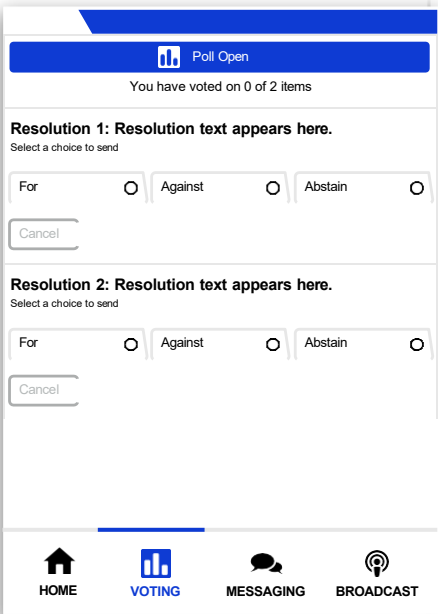 Poll Open
You have voted on 0 of 2 items
Resolution 1: Resolution text appears here.
Select a choice to send
For Against Abstain
Cancel
Resolution 2: Resolution text appears here.
Select a choice to send
For Against Abstain
Cancel
HOME VOTING MESSAGING BROADCAST